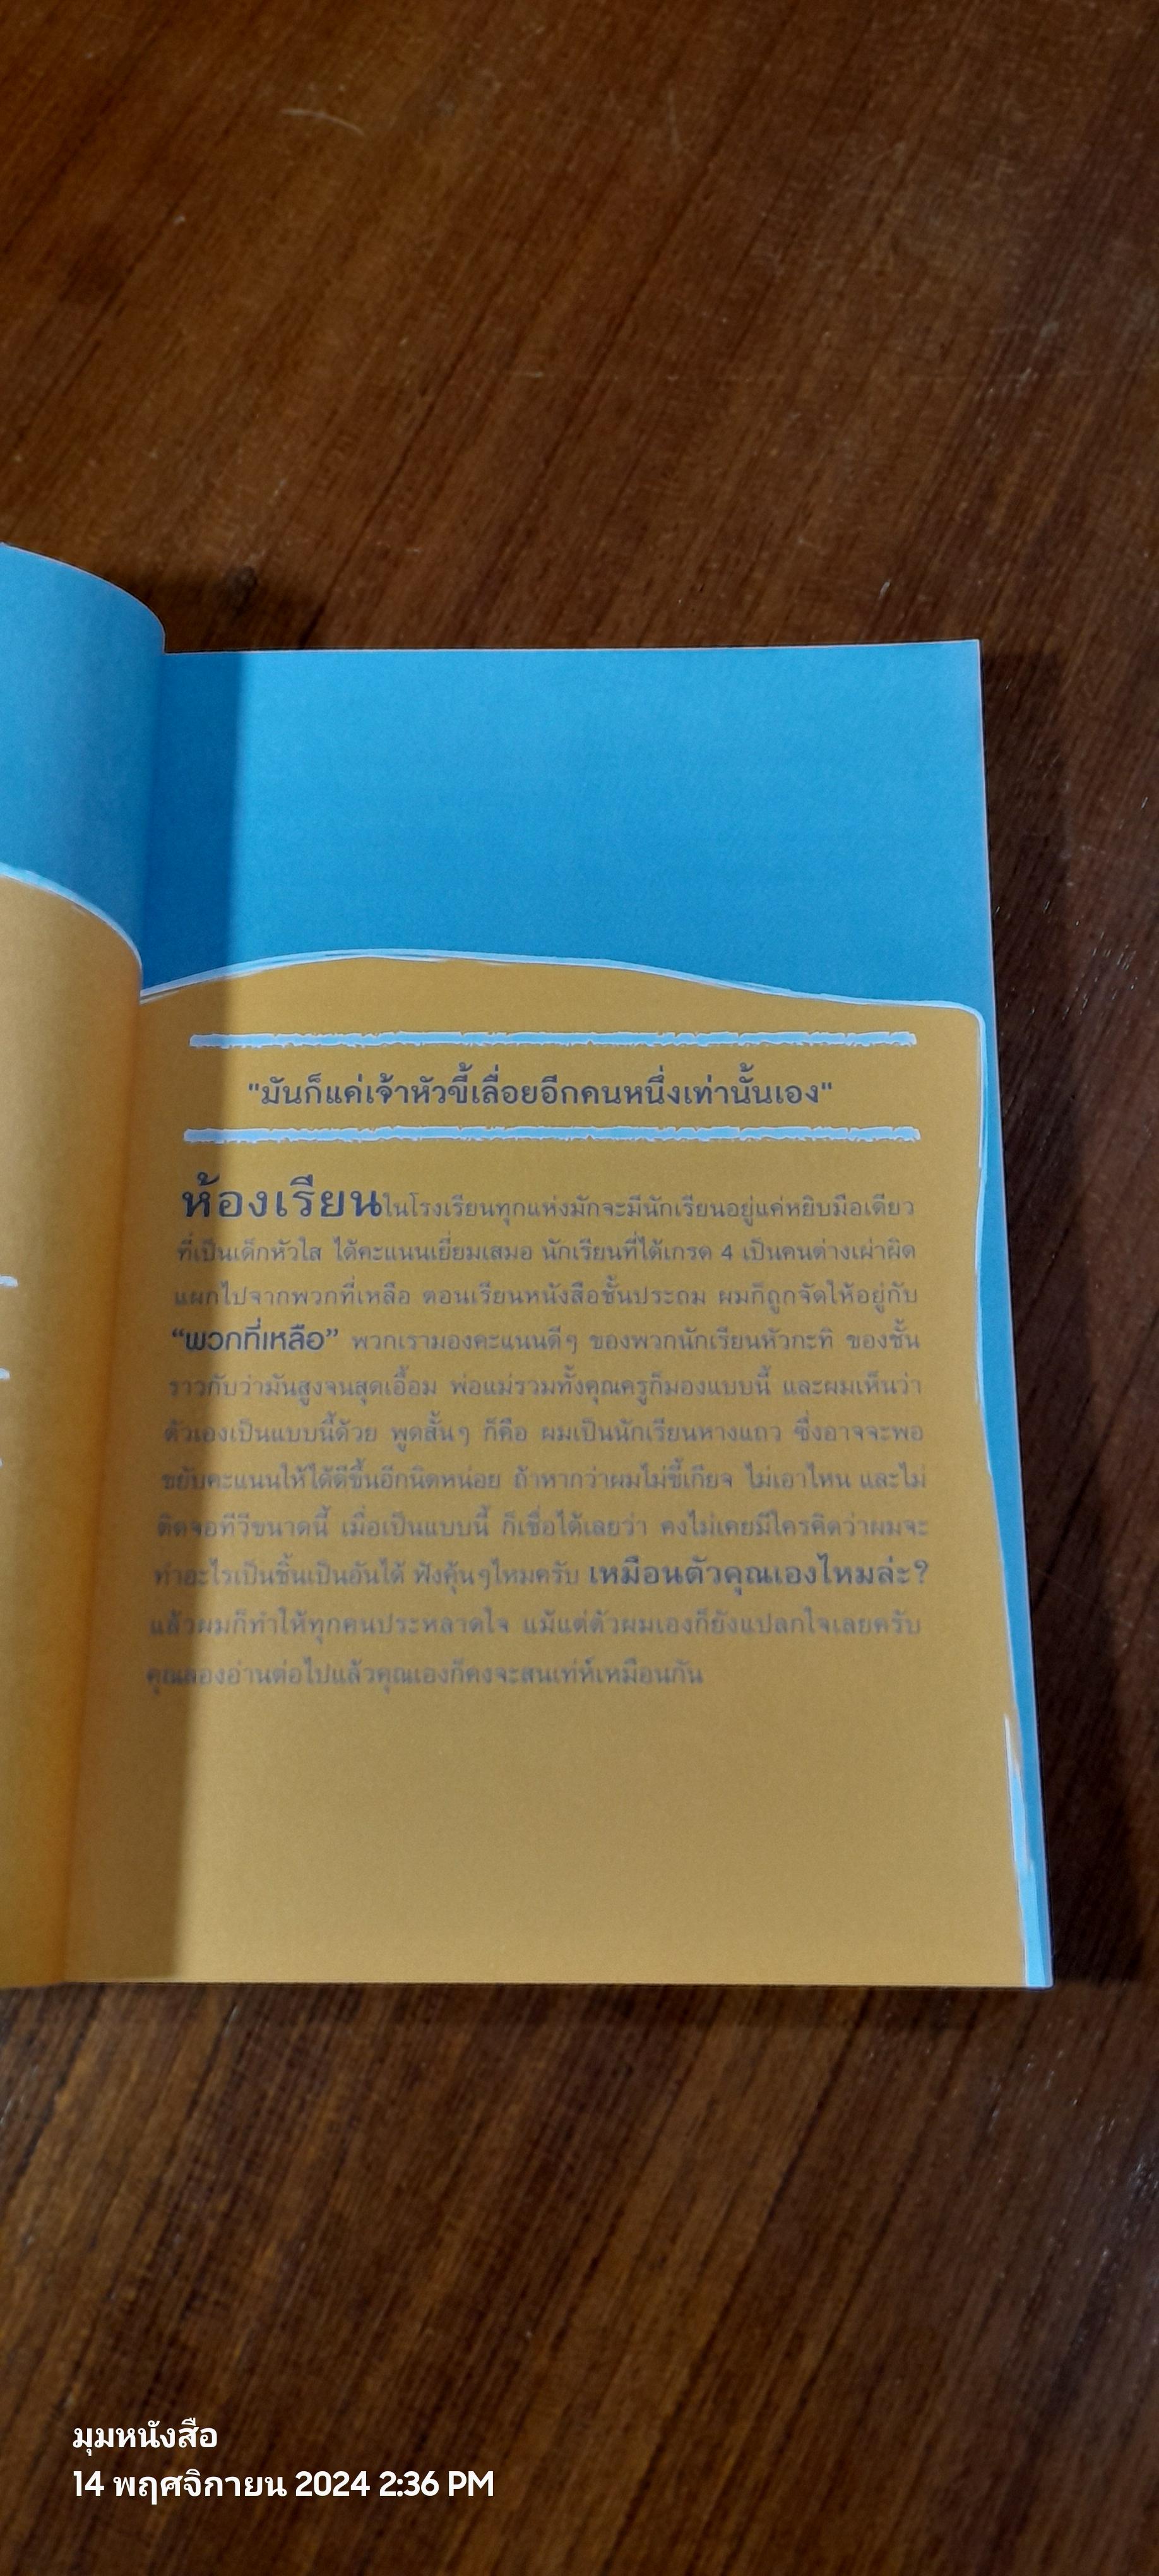 "มันก็แค่เจ้าหัวขี้เลื่อยอีกคนหนึ่งเท่านั้นเอง"
ห้องเรียนในโรงเรียนทุกแห่งมักจะมีนักเรียนอยู่แค่หยิบมือเดียว
ที่เป็นเด็กหัวใส ได้คะแนนเยี่ยมเสมอ นักเรียนที่ได้เกรด 4 เป็นคนต่างเผ่าผิด
แผกไปจากพวกที่เหลือ ตอนเรียนหนังสือชั้นประถม ผมก็ถูกจัดให้อยู่กับ
“พวกที่เหลือ” พวกเรามองคะแนนดีๆ ของพวกนักเรียนหัวกะทิ ของชั้น
ราวกับว่ามันสูงจนสุดเอื้อม พ่อแม่รวมทั้งคุณครูก็มองแบบนี้ และผมเห็นว่า
ตัวเองเป็นแบบนี้ด้วย พูดสั้นๆ ก็คือ ผมเป็นนักเรียนหางแถว ซึ่งอาจจะพอ
ขยับคะแนนให้ได้ดีขึ้นอีกนิดหน่อย ถ้าหากว่าผมไม่ขี้เกียจ ไม่เอาไหน และไม่
ติดจอทีวีขนาดนี้ เมื่อเป็นแบบนี้ ก็เชื่อได้เลยว่า คงไม่เคยมีใครคิดว่าผมจะ
ทำอะไรเป็นชิ้นเป็นอันได้ ฟังคุ้นๆไหมครับ เหมือนตัวคุณเองไหมล่ะ?
แล้วผมก็ทำให้ทุกคนประหลาดใจ แม้แต่ตัวผมเองก็ยังแปลกใจเลยครับ
คุณลองอ่านต่อไปแล้วคุณเองก็คงจะสนเท่ห์เหมือนกัน
มุมหนังสือ
14 พฤศจิกายน 2024 2:36 PM